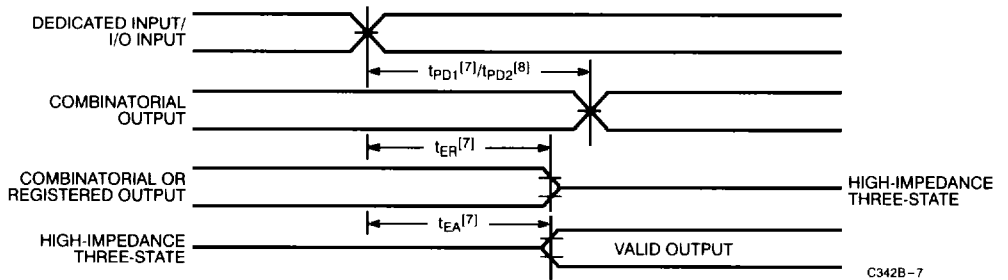 DEDICATED INPUT/
I/O INPUT
tPD1[7]/tPD2[8]
COMBINATORIAL
OUTPUT
tER[7]
COMBINATORIAL OR
REGISTERED OUTPUT
HIGH-IMPEDANCE
THREE-STATE
tEA[7]
HIGH-IMPEDANCE
THREE-STATE
VALID OUTPUT
C342B-7